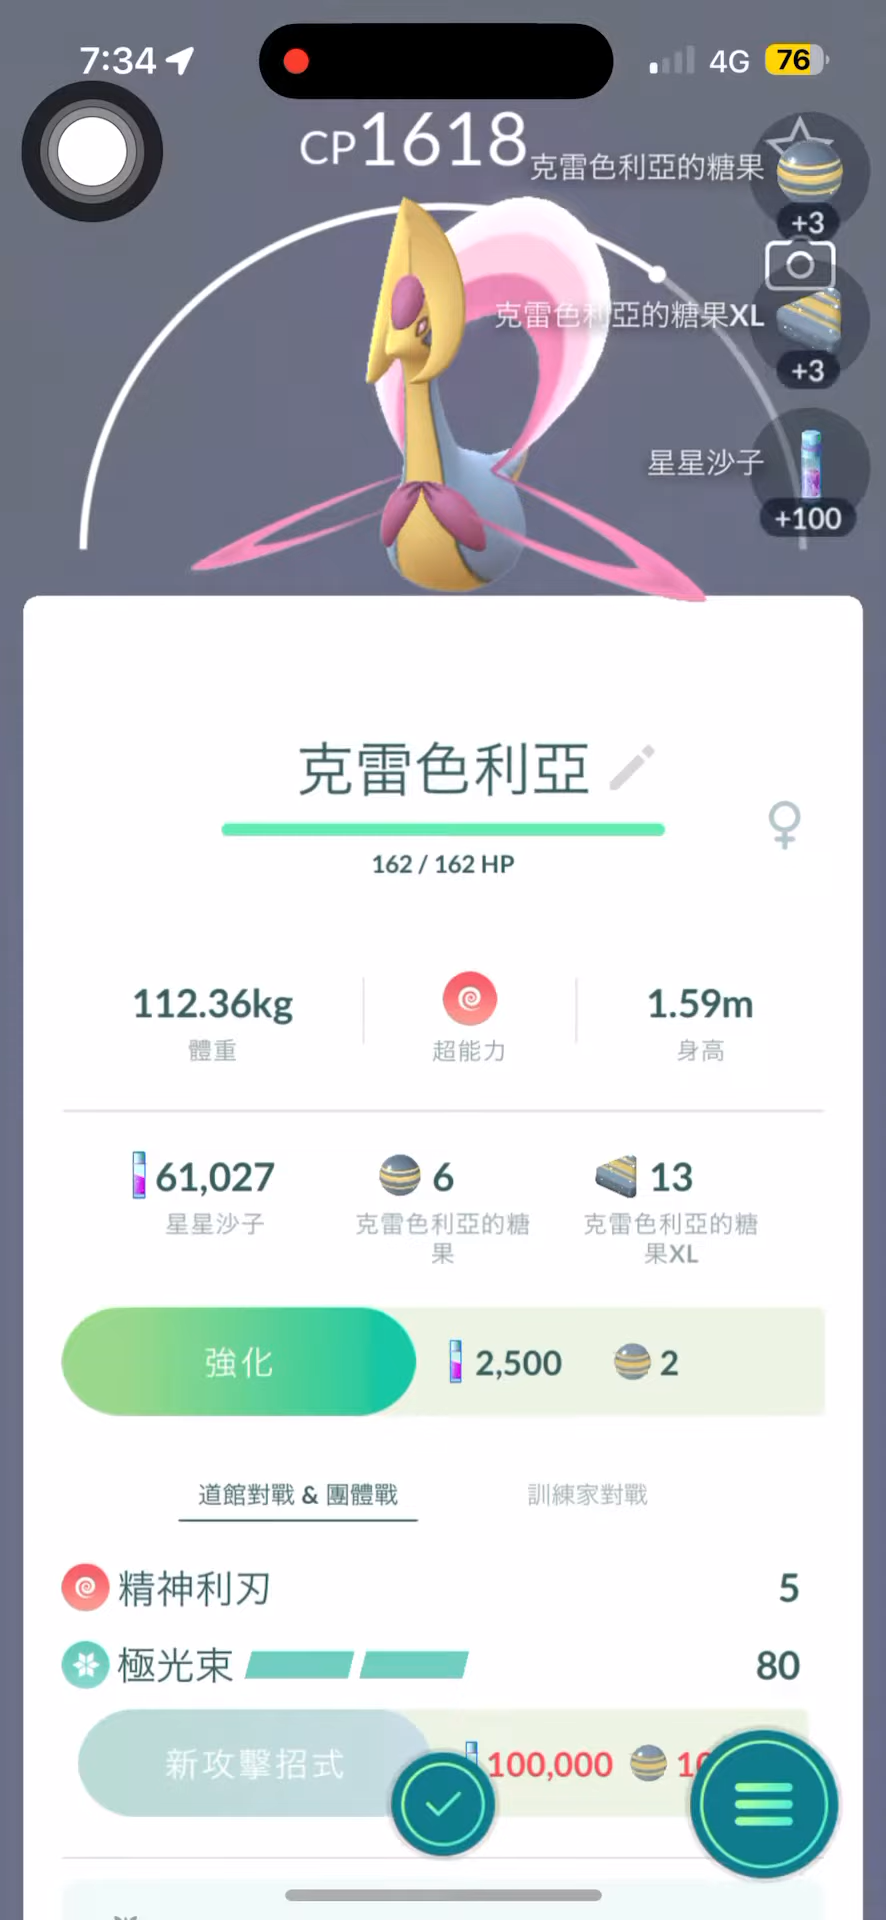 7:34
4G
76
CP1618
克雷色利亞的糖果
+3
克雷色利亞的糖果XL
+3
星星沙子
+100
克雷色利亞
162 / 162 HP
112.36kg
體重
超能力
1.59m
身高
61,027
星星沙子
6
克雷色利亞的糖
果
13
克雷色利亞的糖
果XL
強化
2,500
2
道館對戰 & 團體戰
訓練家對戰
精神利刃
5
極光束
80
新攻擊招式
100,000